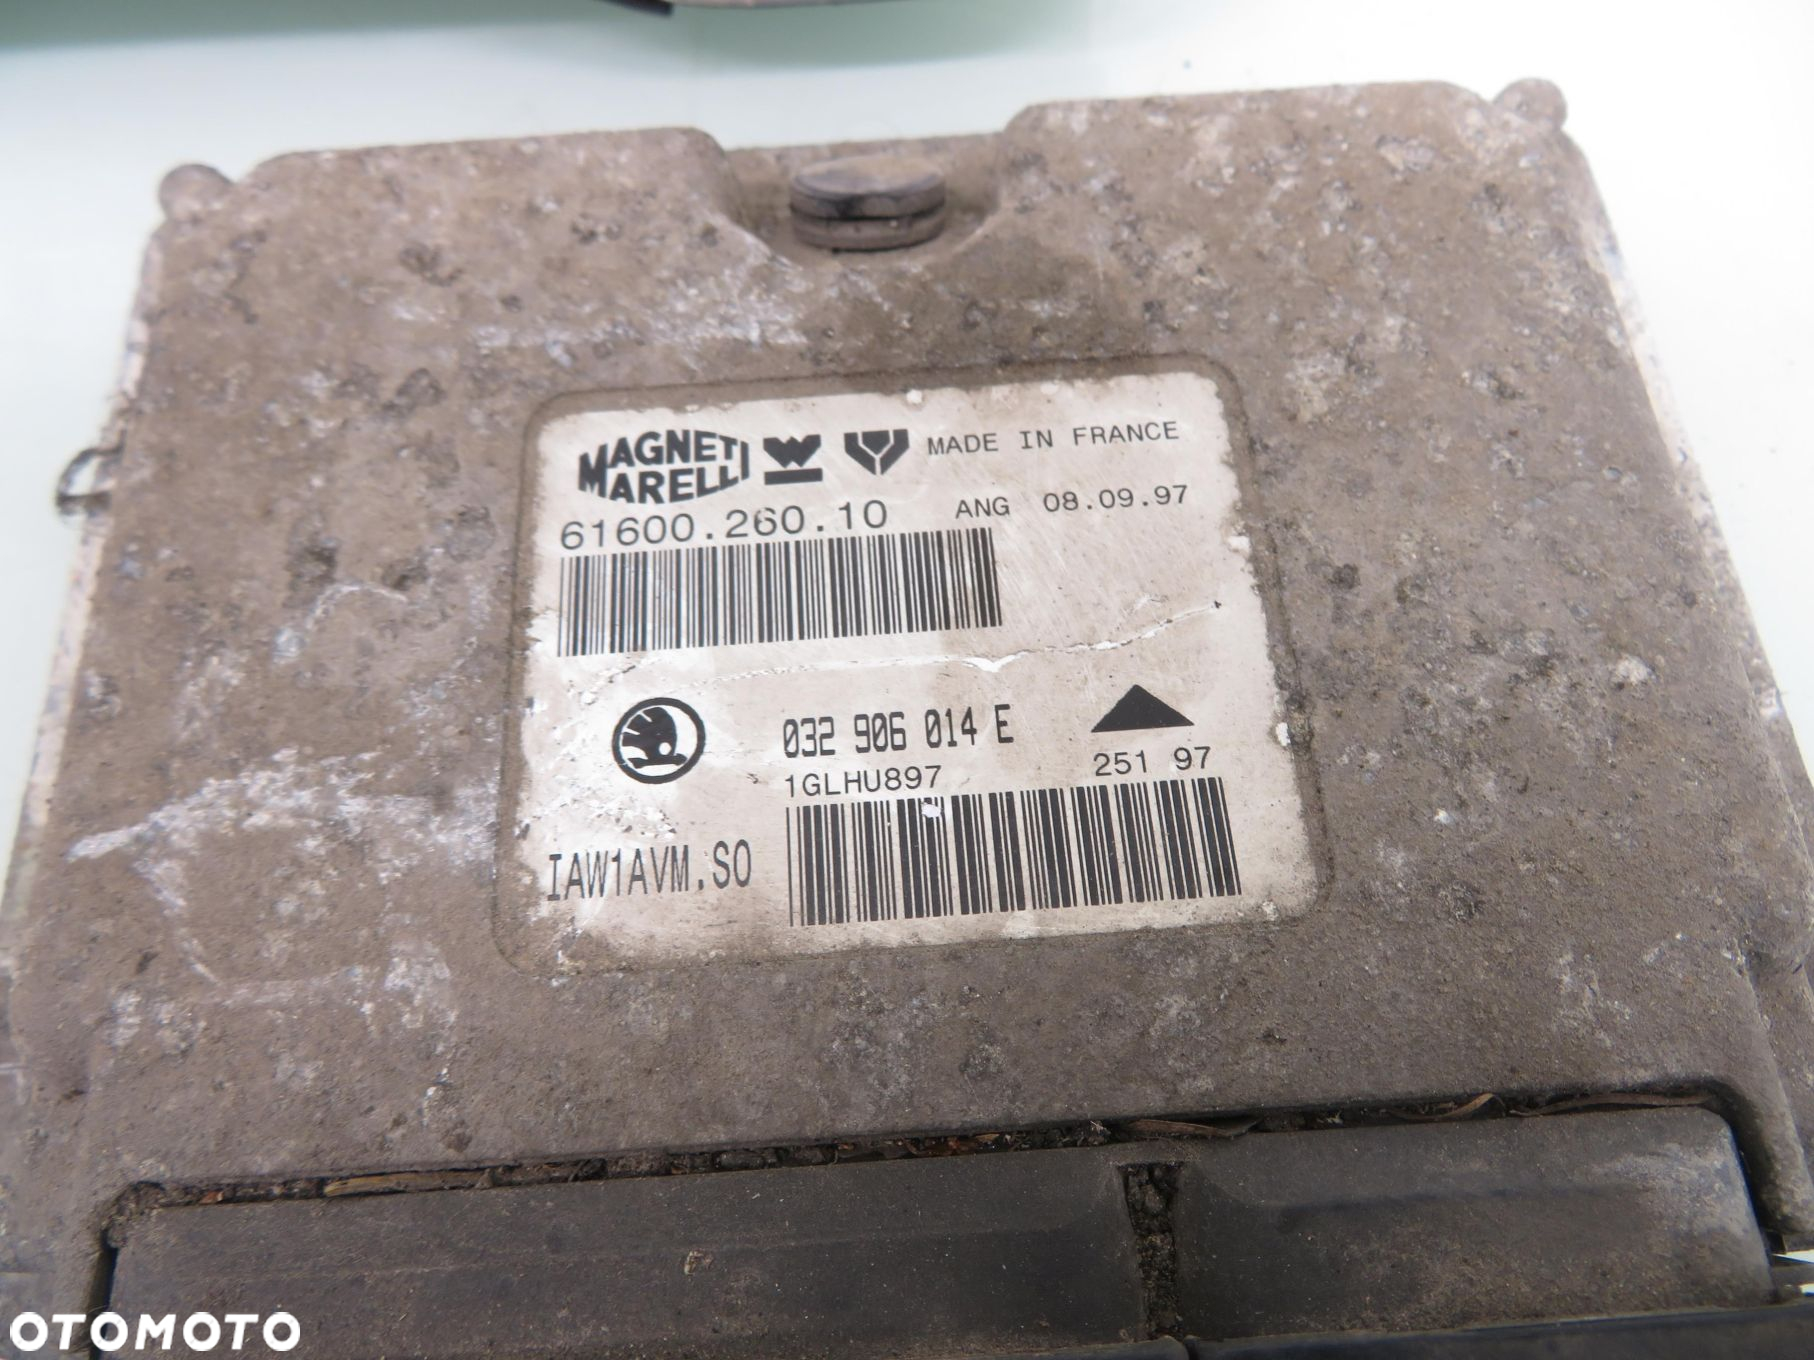 MAGNETI MARELLI MADE IN FRANCE
61600.260.10 ANG 08.09.97
032 906 014 E
1GLHU897 251 97
IAW1AVM.S0
OTOMOTO